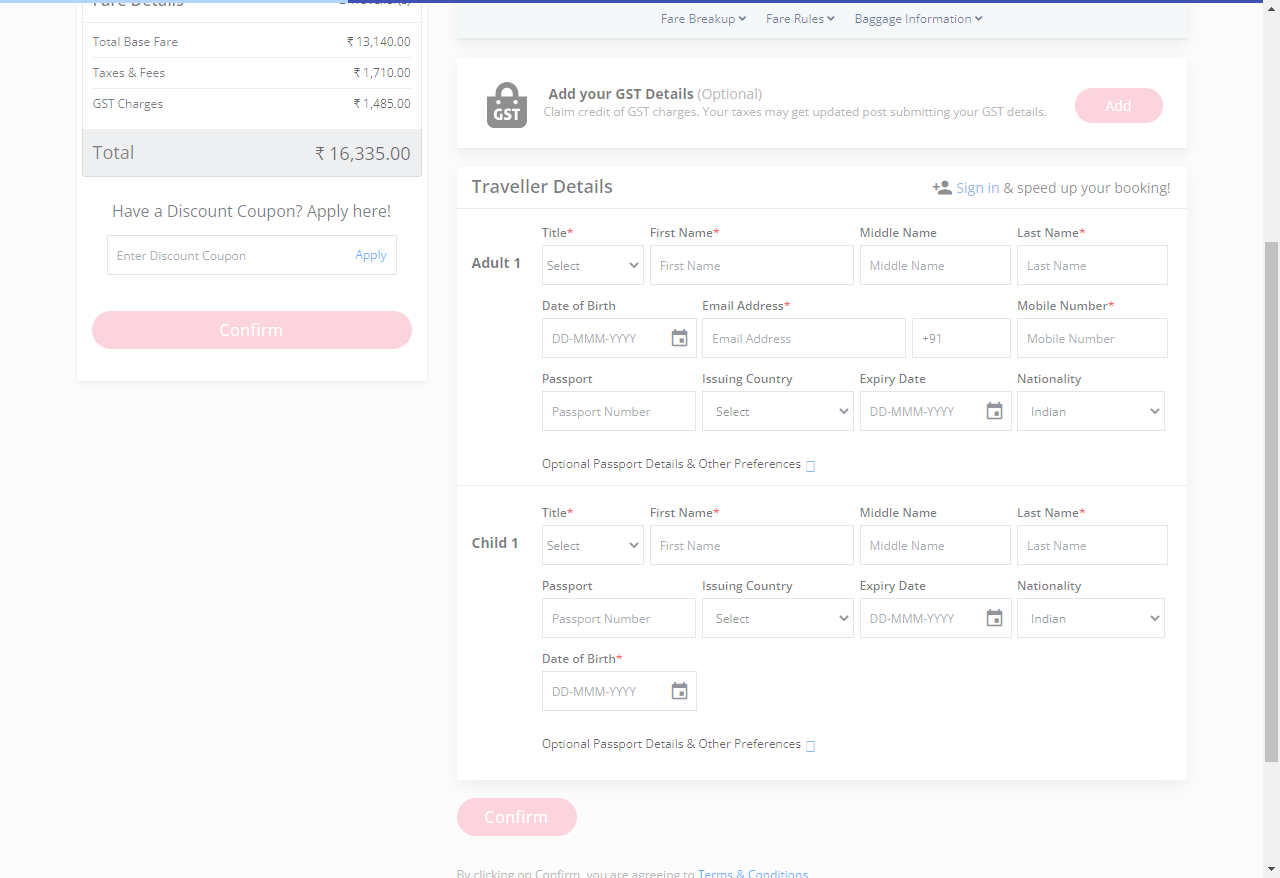 Fare Details
Total Base Fare ₹ 13,140.00
Taxes & Fees ₹ 1,710.00
GST Charges ₹ 1,485.00
Total ₹ 16,335.00
Have a Discount Coupon? Apply here!
Enter Discount Coupon Apply
Confirm
Fare Breakup Fare Rules Baggage Information
GST
Add your GST Details (Optional)
Claim credit of GST charges. Your taxes may get updated post submitting your GST details.
Add
Traveller Details Sign in & speed up your booking!
Adult 1
Title* First Name* Middle Name Last Name*
Select First Name Middle Name Last Name
Date of Birth Email Address* Mobile Number*
DD-MMM-YYYY Email Address +91 Mobile Number
Passport Issuing Country Expiry Date Nationality
Passport Number Select DD-MMM-YYYY Indian
Optional Passport Details & Other Preferences
Child 1
Title* First Name* Middle Name Last Name*
Select First Name Middle Name Last Name
Passport Issuing Country Expiry Date Nationality
Passport Number Select DD-MMM-YYYY Indian
Date of Birth*
DD-MMM-YYYY
Optional Passport Details & Other Preferences
Confirm
By clicking on Confirm, you are agreeing to Terms & Conditions